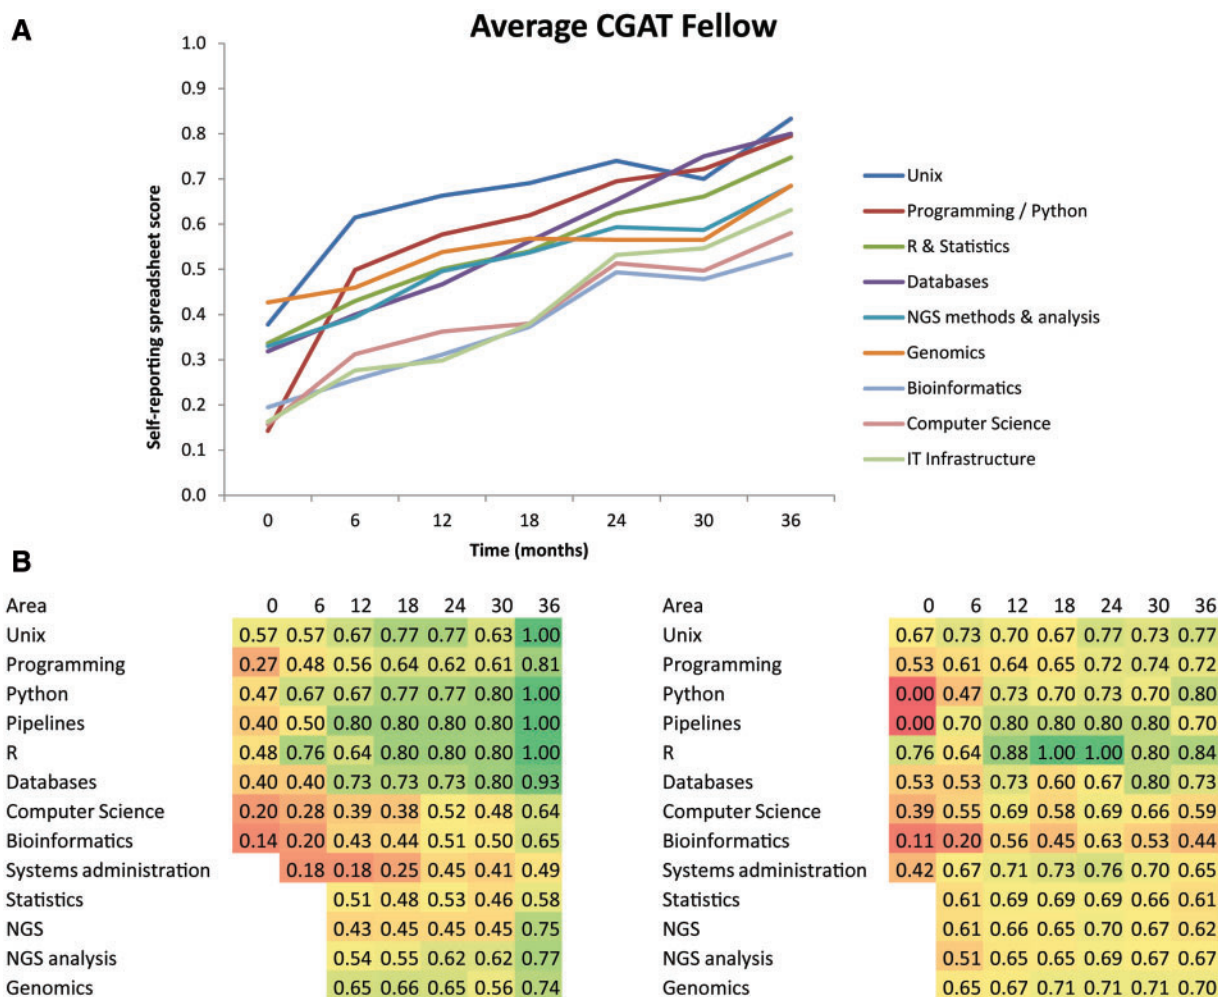 A
Average CGAT Fellow
1.0
0.9
0.8
0.7
0.6
0.5
0.4
0.3
0.2
0.1
0.0
Self-reporting spreadsheet score
0 6 12 18 24 30 36
Time (months)
Unix
Programming / Python
R & Statistics
Databases
NGS methods & analysis
Genomics
Bioinformatics
Computer Science
IT Infrastructure
B
Area 0 6 12 18 24 30 36
Unix 0.57 0.57 0.67 0.77 0.77 0.63 1.00
Programming 0.27 0.48 0.56 0.64 0.62 0.61 0.81
Python 0.47 0.67 0.67 0.77 0.77 0.80 1.00
Pipelines 0.40 0.50 0.80 0.80 0.80 0.80 1.00
R 0.48 0.76 0.64 0.80 0.80 0.80 1.00
Databases 0.40 0.40 0.73 0.73 0.73 0.80 0.93
Computer Science 0.20 0.28 0.39 0.38 0.52 0.48 0.64
Bioinformatics 0.14 0.20 0.43 0.44 0.51 0.50 0.65
Systems administration 0.18 0.18 0.25 0.45 0.41 0.49
Statistics 0.51 0.48 0.53 0.46 0.58
NGS 0.43 0.45 0.45 0.45 0.75
NGS analysis 0.54 0.55 0.62 0.62 0.77
Genomics 0.65 0.66 0.65 0.56 0.74
Area 0 6 12 18 24 30 36
Unix 0.67 0.73 0.70 0.67 0.77 0.73 0.77
Programming 0.53 0.61 0.64 0.65 0.72 0.74 0.72
Python 0.00 0.47 0.73 0.70 0.73 0.70 0.80
Pipelines 0.00 0.70 0.80 0.80 0.80 0.80 0.70
R 0.76 0.64 0.88 1.00 1.00 0.80 0.84
Databases 0.53 0.53 0.73 0.60 0.67 0.80 0.73
Computer Science 0.39 0.55 0.69 0.58 0.69 0.66 0.59
Bioinformatics 0.11 0.20 0.56 0.45 0.63 0.53 0.44
Systems administration 0.42 0.67 0.71 0.73 0.76 0.70 0.65
Statistics 0.61 0.69 0.69 0.69 0.66 0.61
NGS 0.61 0.66 0.65 0.70 0.67 0.62
NGS analysis 0.51 0.65 0.65 0.69 0.67 0.67
Genomics 0.65 0.67 0.71 0.71 0.71 0.70